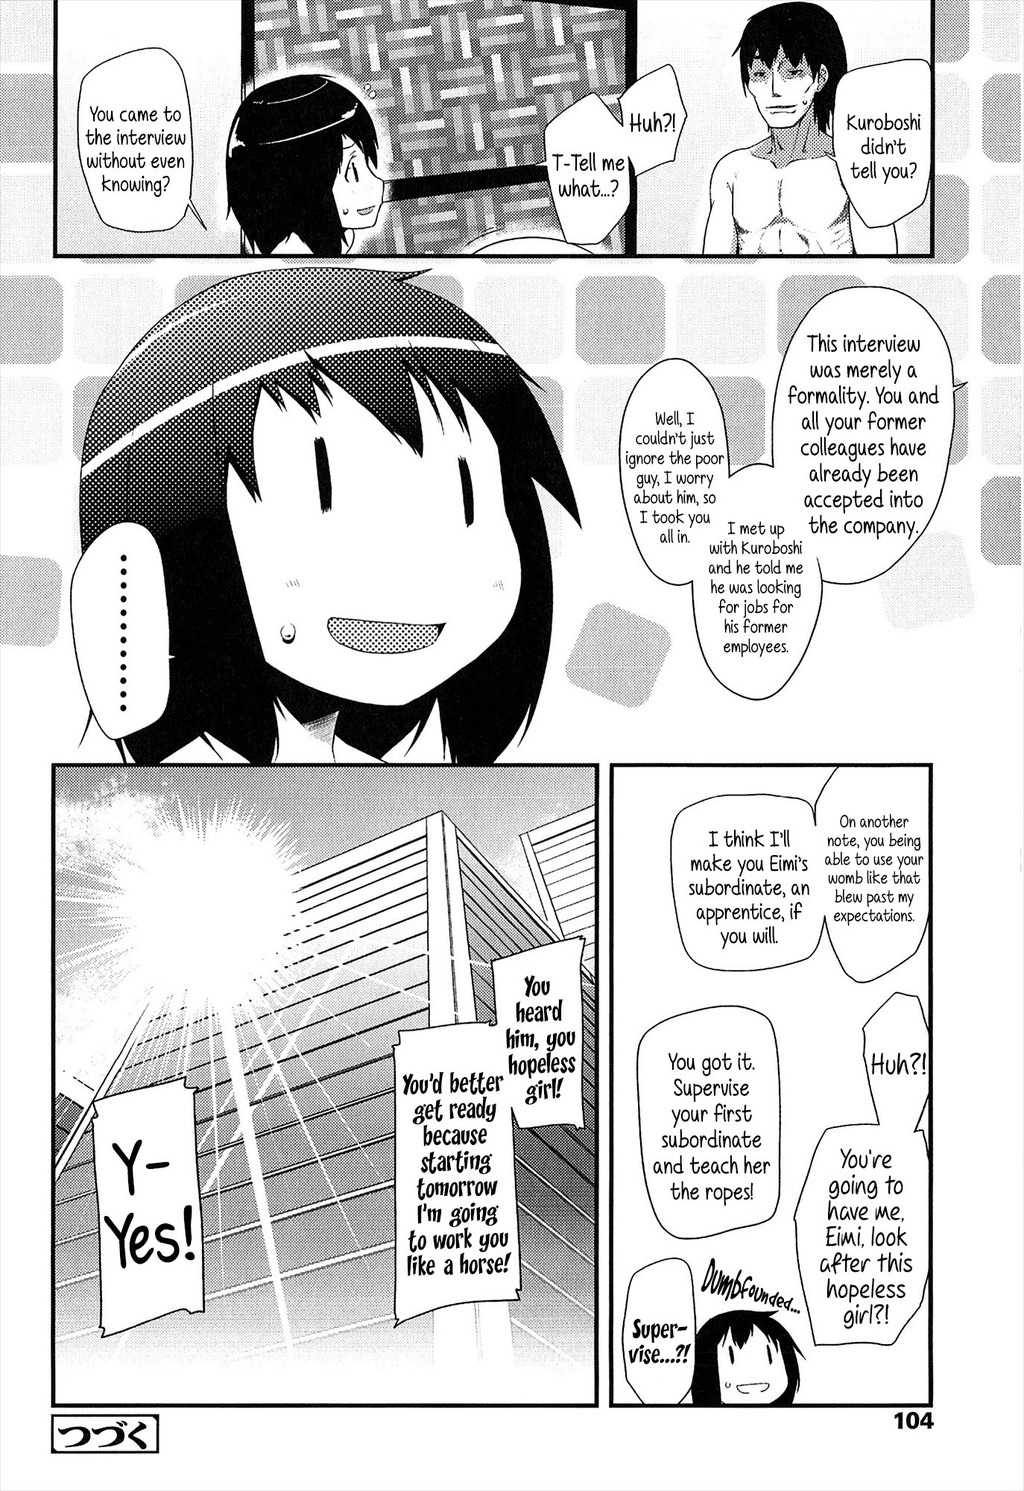 Kuroboshi
didn't
tell you?
Huh?!
T-Tell me
what...?
You came to
the interview
without even
knowing?
This interview
was merely a
formality. You and
all your former
colleagues have
already been
accepted into
the company.
I met up
with Kuroboshi
and he told me
he was looking
for jobs for
his former
employees.
Well, I
couldn't just
ignore the poor
guy, I worry
about him, so
I took you
all in.
.........
On another
note, you being
able to use your
womb like that
blew past my
expectations.
I think I'll
make you Eimi's
subordinate, an
apprentice, if
you will.
Huh?!
You're
going to
have me,
Eimi, look
after this
hopeless
girl?!
You got it.
Supervise
your first
subordinate
and teach her
the ropes!
Dumbfounded...
Super-
vise...?!
You
heard
him, you
hopeless
girl!
You'd better
get ready
because
starting
tomorrow
I'm going
to work you
like a horse!
Y-
Yes!
つづく
104